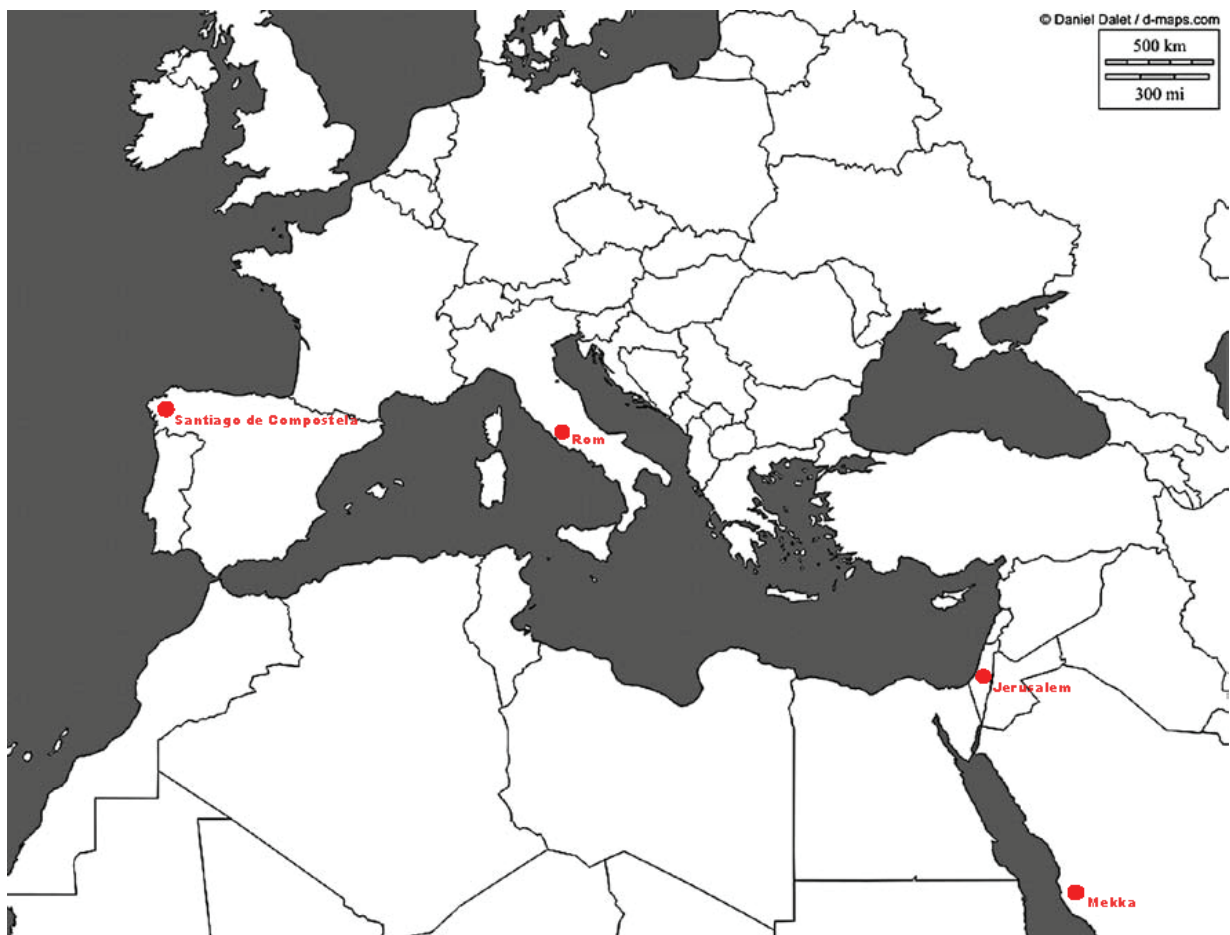 © Daniel Dalet / d-maps.com
500 km
300 mi
Santiago de Compostela
Rom
Jerusalem
Mekka